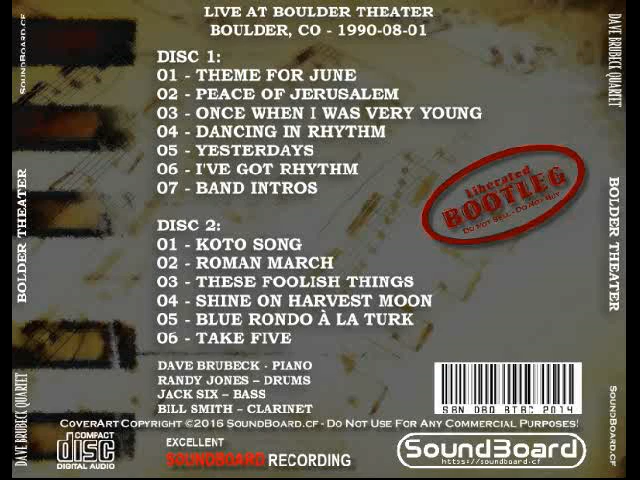 LIVE AT BOULDER THEATER
BOULDER, CO - 1990-08-01
DISC 1:
01 - THEME FOR JUNE
02 - PEACE OF JERUSALEM
03 - ONCE WHEN I WAS VERY YOUNG
04 - DANCING IN RHYTHM
05 - YESTERDAYS
06 - I'VE GOT RHYTHM
07 - BAND INTROS
DISC 2:
01 - KOTO SONG
02 - ROMAN MARCH
03 - THESE FOOLISH THINGS
04 - SHINE ON HARVEST MOON
05 - BLUE RONDO À LA TURK
06 - TAKE FIVE
DAVE BRUBECK - PIANO
RANDY JONES – DRUMS
JACK SIX – BASS
BILL SMITH – CLARINET
Liberated
BOOTLEG
DO NOT SELL - DO NOT BUY
SBN DBQ BTBC 2014
CoverArt Copyright ©2016 SoundBoard.cf - Do Not Use For Any Commercial Purposes!
COMPACT
disc
DIGITAL AUDIO
EXCELLENT
SOUNDBOARD RECORDING
SoundBoard
https://soundboard.cf
SoundBoard.cf
BOLDER THEATER
DAVE BRUBECK QUARTET
DAVE BRUBECK QUARTET
BOLDER THEATER
SoundBoard.cf